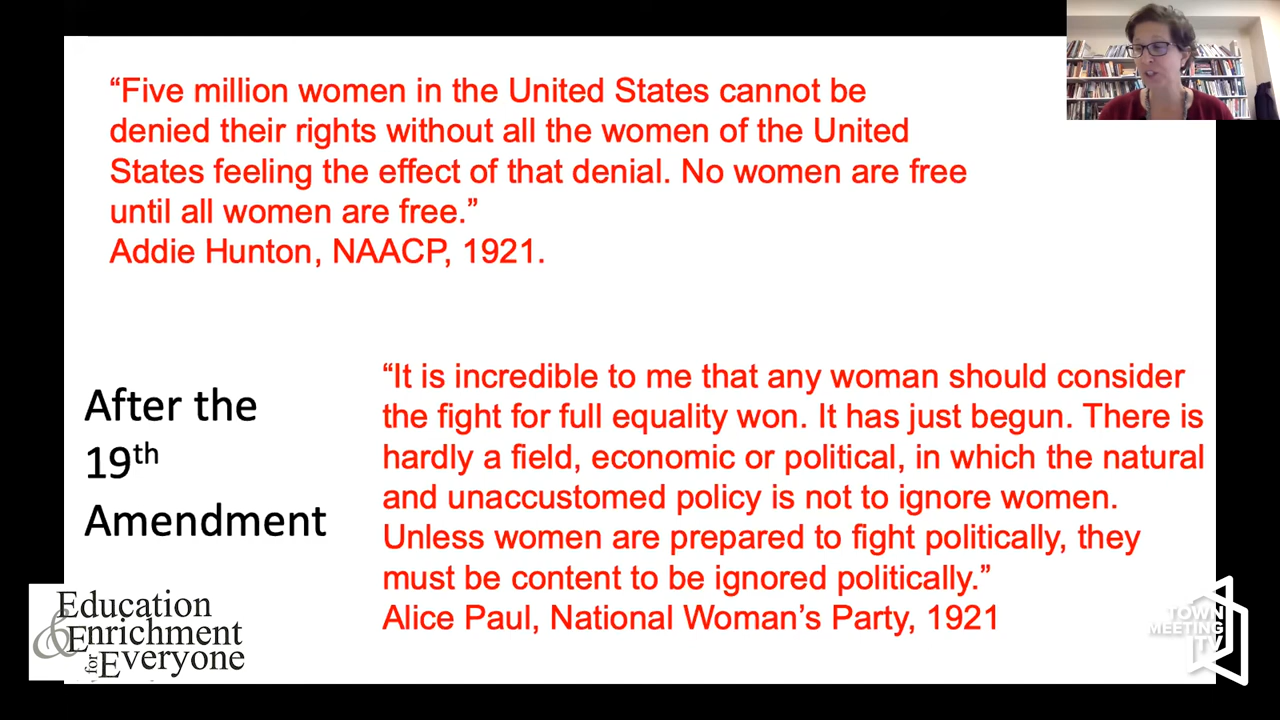 “Five million women in the United States cannot be
denied their rights without all the women of the United
States feeling the effect of that denial. No women are free
until all women are free.”
Addie Hunton, NAACP, 1921.
After the
19th
Amendment
“It is incredible to me that any woman should consider
the fight for full equality won. It has just begun. There is
hardly a field, economic or political, in which the natural
and unaccustomed policy is not to ignore women.
Unless women are prepared to fight politically, they
must be content to be ignored politically.”
Alice Paul, National Woman’s Party, 1921
Education
& Enrichment
for Everyone
TOWN
MEETING
TV